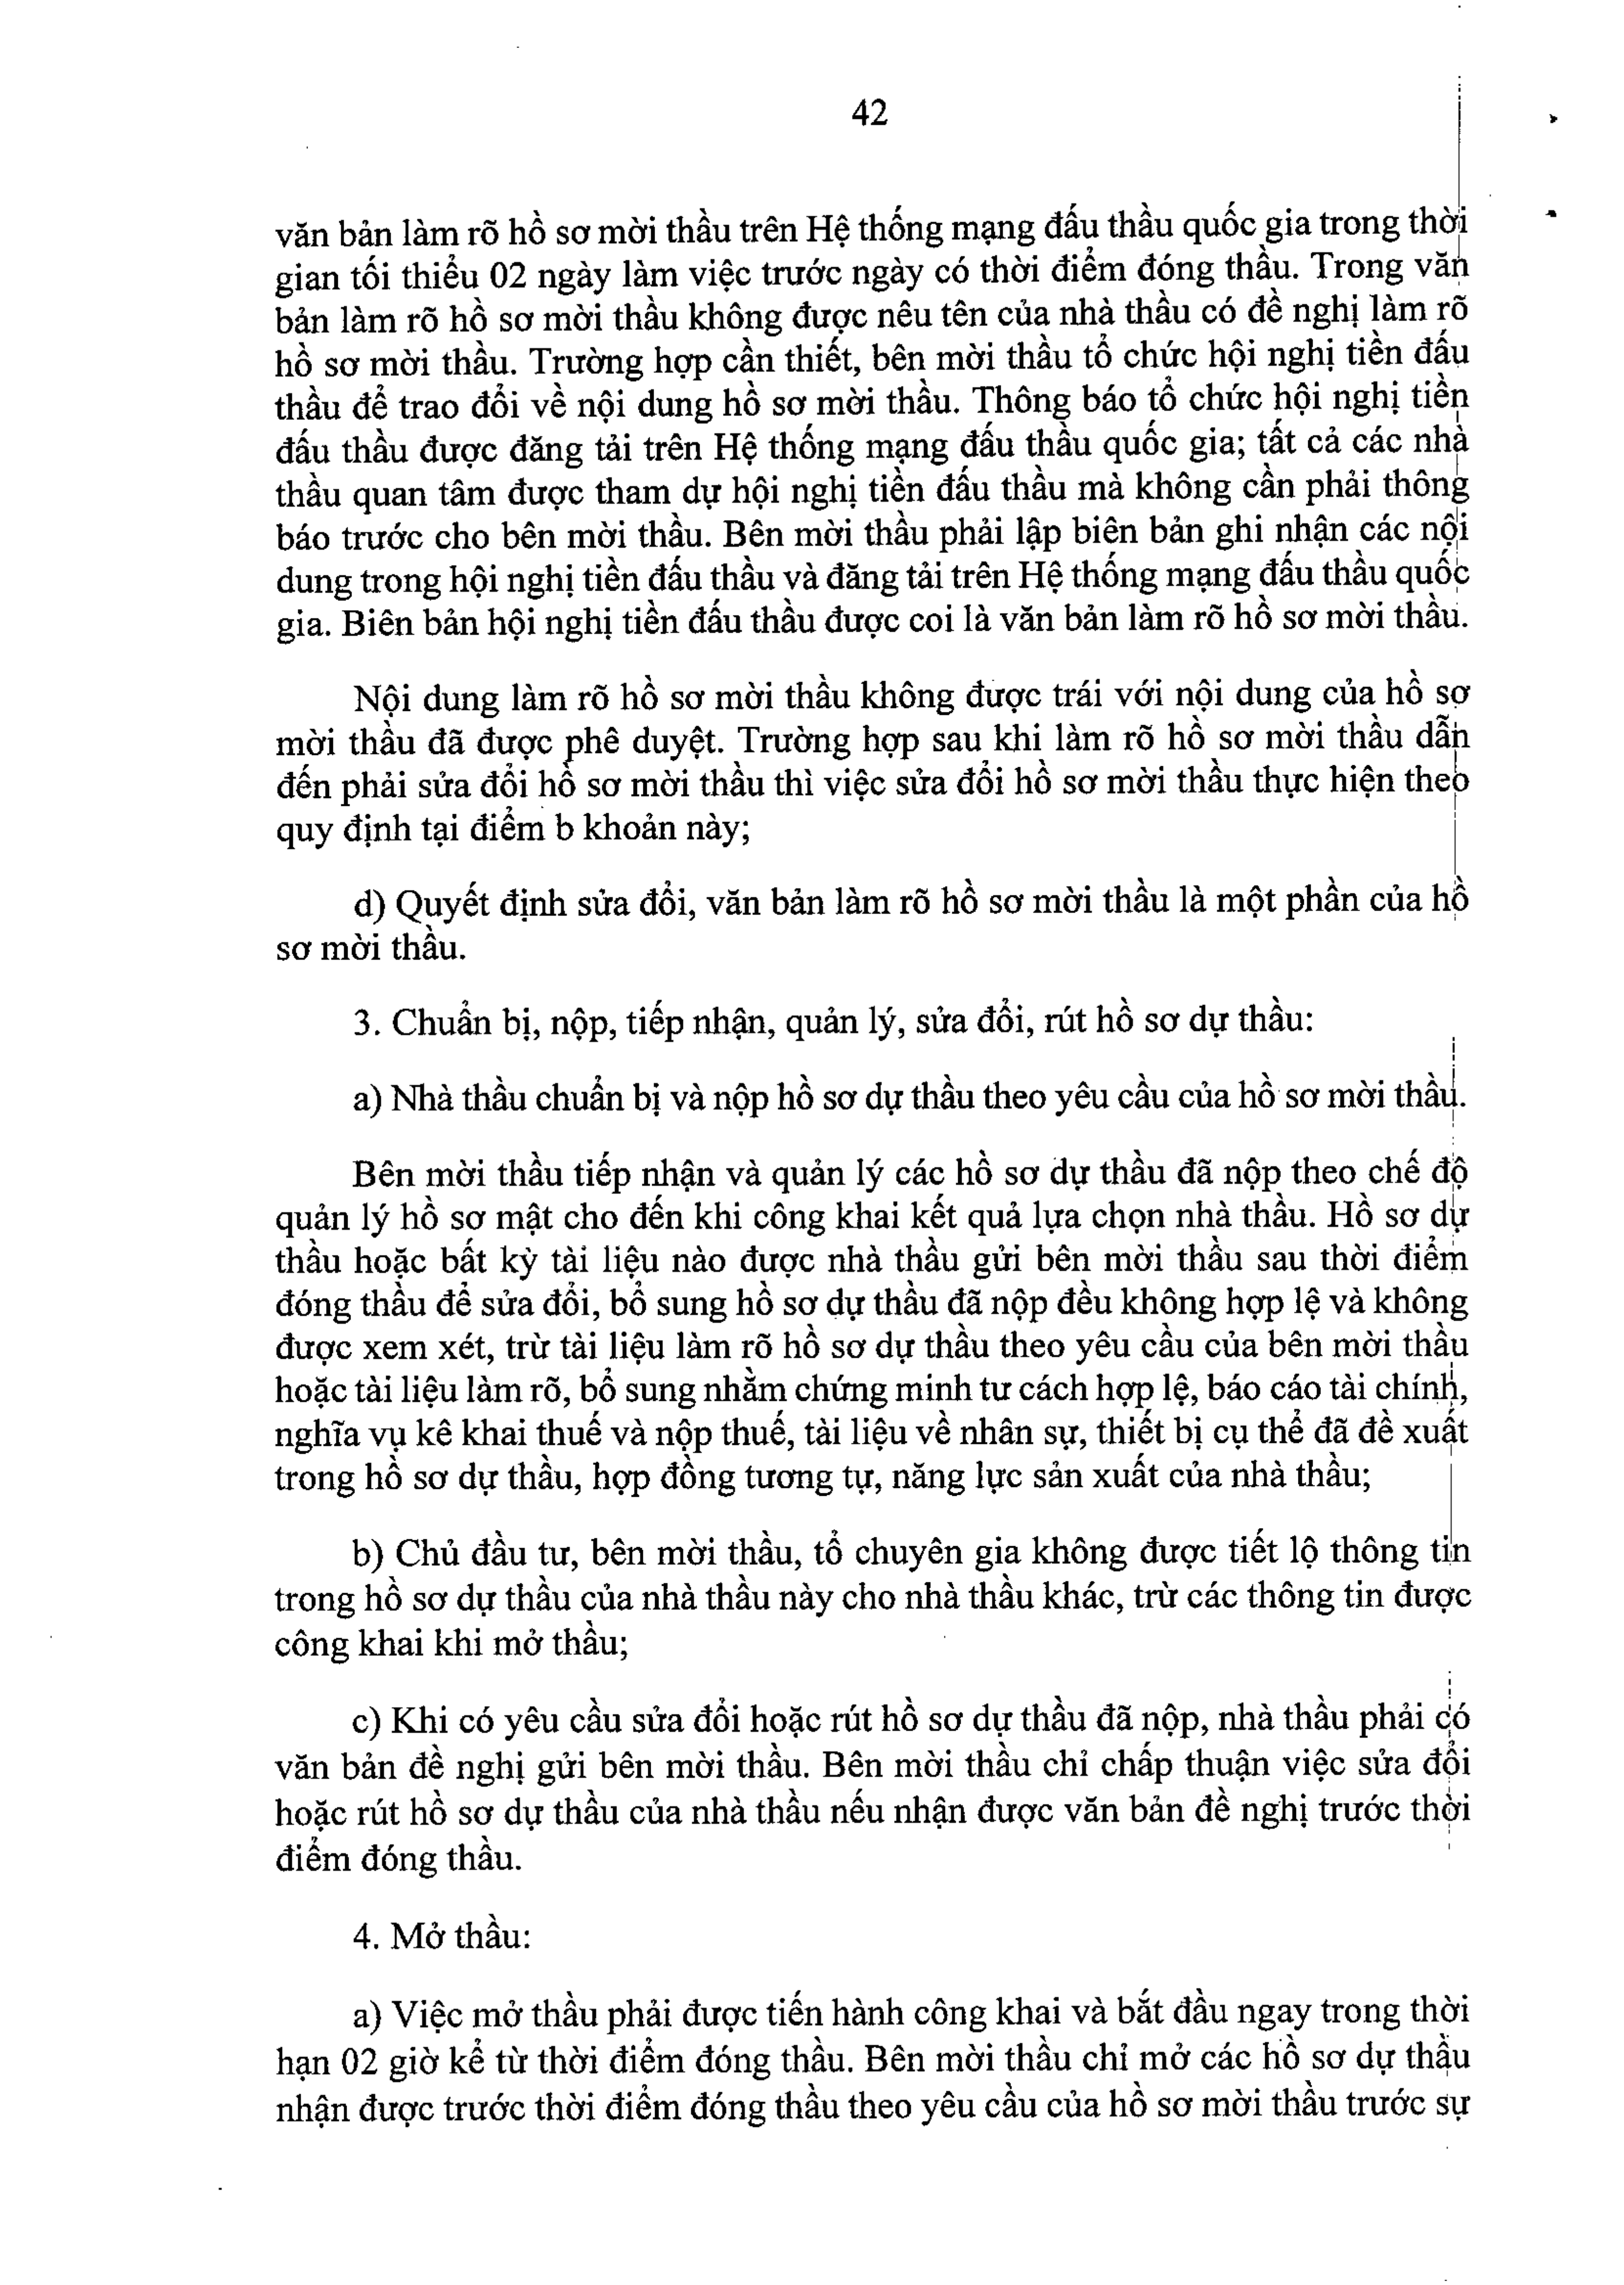 42
văn bản làm rõ hồ sơ mời thầu trên Hệ thống mạng đấu thầu quốc gia trong thời
gian tối thiểu 02 ngày làm việc trước ngày có thời điểm đóng thầu. Trong văn
bản làm rõ hồ sơ mời thầu không được nêu tên của nhà thầu có đề nghị làm rõ
hồ sơ mời thầu. Trường hợp cần thiết, bên mời thầu tổ chức hội nghị tiền đấu
thầu để trao đổi về nội dung hồ sơ mời thầu. Thông báo tổ chức hội nghị tiền
đấu thầu được đăng tải trên Hệ thống mạng đấu thầu quốc gia; tất cả các nhà
thầu quan tâm được tham dự hội nghị tiền đấu thầu mà không cần phải thông
báo trước cho bên mời thầu. Bên mời thầu phải lập biên bản ghi nhận các nội
dung trong hội nghị tiền đấu thầu và đăng tải trên Hệ thống mạng đấu thầu quốc
gia. Biên bản hội nghị tiền đấu thầu được coi là văn bản làm rõ hồ sơ mời thầu.
Nội dung làm rõ hồ sơ mời thầu không được trái với nội dung của hồ sơ
mời thầu đã được phê duyệt. Trường hợp sau khi làm rõ hồ sơ mời thầu dẫn
đến phải sửa đổi hồ sơ mời thầu thì việc sửa đổi hồ sơ mời thầu thực hiện theo
quy định tại điểm b khoản này;
d) Quyết định sửa đổi, văn bản làm rõ hồ sơ mời thầu là một phần của hồ
sơ mời thầu.
3. Chuẩn bị, nộp, tiếp nhận, quản lý, sửa đổi, rút hồ sơ dự thầu:
a) Nhà thầu chuẩn bị và nộp hồ sơ dự thầu theo yêu cầu của hồ sơ mời thầu.
Bên mời thầu tiếp nhận và quản lý các hồ sơ dự thầu đã nộp theo chế độ
quản lý hồ sơ mật cho đến khi công khai kết quả lựa chọn nhà thầu. Hồ sơ dự
thầu hoặc bất kỳ tài liệu nào được nhà thầu gửi bên mời thầu sau thời điểm
đóng thầu để sửa đổi, bổ sung hồ sơ dự thầu đã nộp đều không hợp lệ và không
được xem xét, trừ tài liệu làm rõ hồ sơ dự thầu theo yêu cầu của bên mời thầu
hoặc tài liệu làm rõ, bổ sung nhằm chứng minh tư cách hợp lệ, báo cáo tài chính,
nghĩa vụ kê khai thuế và nộp thuế, tài liệu về nhân sự, thiết bị cụ thể đã đề xuất
trong hồ sơ dự thầu, hợp đồng tương tự, năng lực sản xuất của nhà thầu;
b) Chủ đầu tư, bên mời thầu, tổ chuyên gia không được tiết lộ thông tin
trong hồ sơ dự thầu của nhà thầu này cho nhà thầu khác, trừ các thông tin được
công khai khi mở thầu;
c) Khi có yêu cầu sửa đổi hoặc rút hồ sơ dự thầu đã nộp, nhà thầu phải có
văn bản đề nghị gửi bên mời thầu. Bên mời thầu chỉ chấp thuận việc sửa đổi
hoặc rút hồ sơ dự thầu của nhà thầu nếu nhận được văn bản đề nghị trước thời
điểm đóng thầu.
4. Mở thầu:
a) Việc mở thầu phải được tiến hành công khai và bắt đầu ngay trong thời
hạn 02 giờ kể từ thời điểm đóng thầu. Bên mời thầu chỉ mở các hồ sơ dự thầu
nhận được trước thời điểm đóng thầu theo yêu cầu của hồ sơ mời thầu trước sự